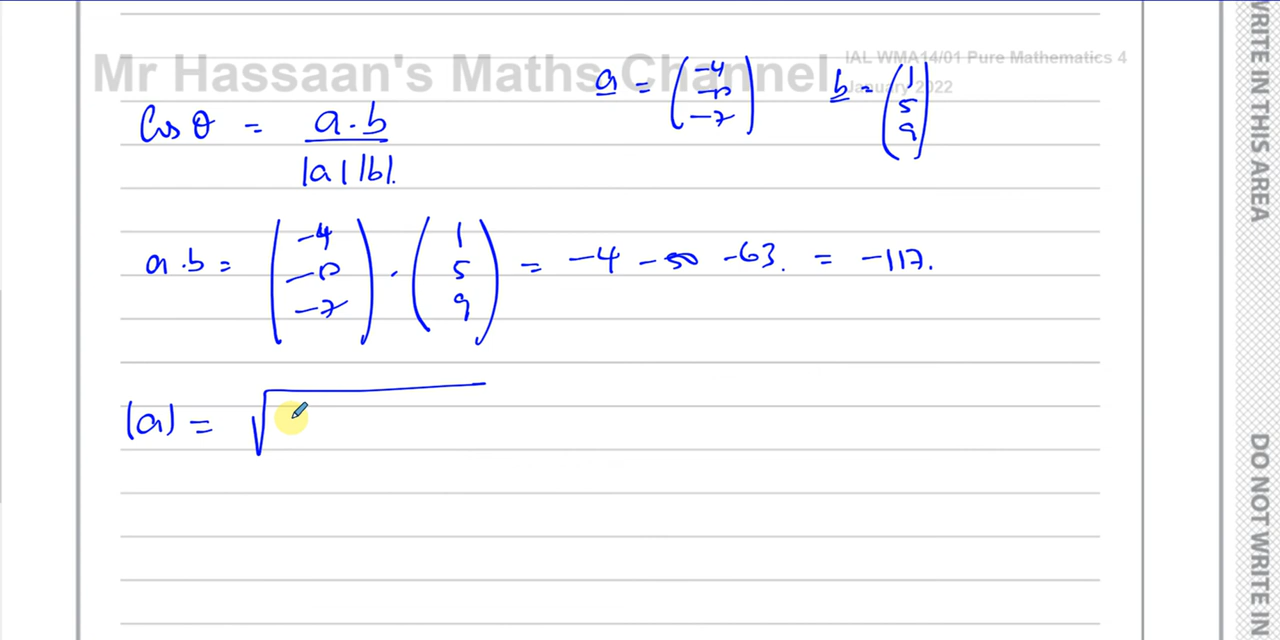 Mr Hassaan's Maths Channel
IAL WMA14/01 Pure Mathematics 4
January 2022
a = (-4 -10 -7) b = (1 5 9)
Cos θ = a.b / |a| |b|.
a.b = (-4 -10 -7) . (1 5 9) = -4 -50 -63. = -117.
|a| = √
WRITE IN THIS AREA
DO NOT WRITE IN